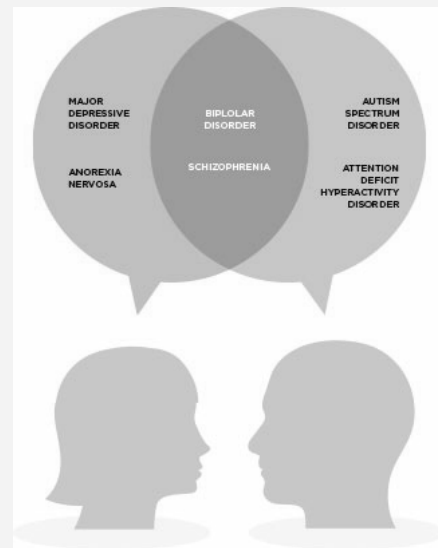 MAJOR
DEPRESSIVE
DISORDER
ANOREXIA
NERVOSA
BIPLOLAR
DISORDER
SCHIZOPHRENIA
AUTISM
SPECTRUM
DISORDER
ATTENTION
DEFICIT
HYPERACTIVITY
DISORDER